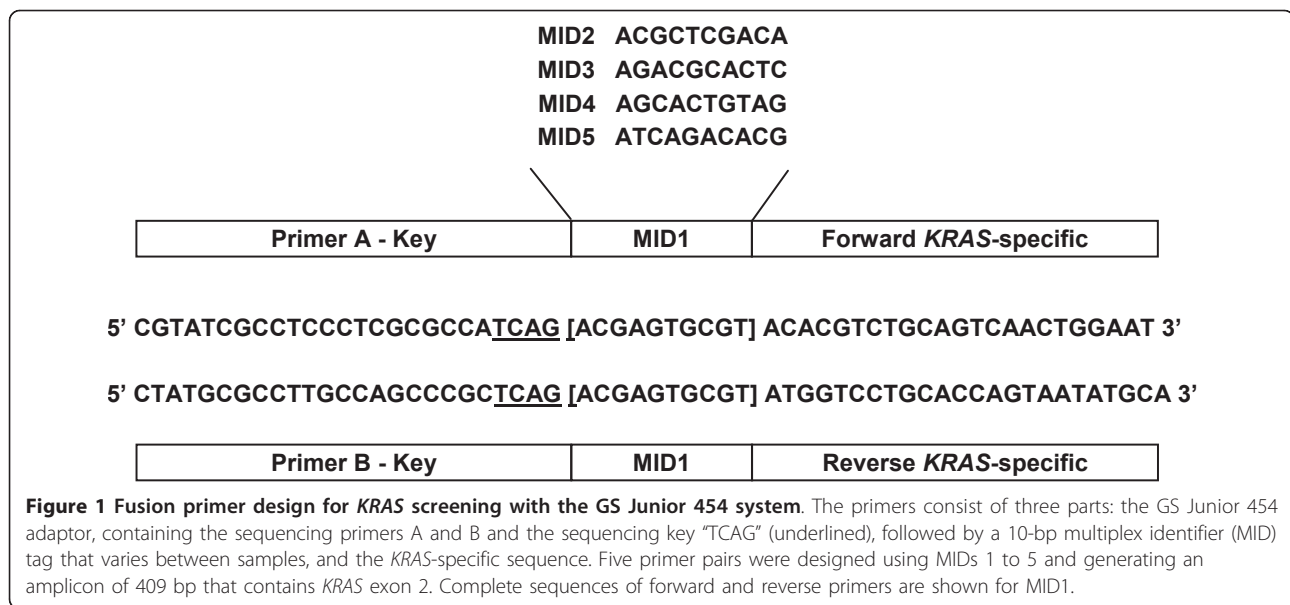 MID2 ACGCTCGACA
MID3 AGACGCACTC
MID4 AGCACTGTAG
MID5 ATCAGACACG
Primer A - Key MID1 Forward KRAS-specific
5’ CGTATCGCCTCCCTCGCGCCATCAG [ACGAGTGCGT] ACACGTCTGCAGTCAACTGGAAT 3’
5’ CTATGCGCCTTGCCAGCCCGCTCAG [ACGAGTGCGT] ATGGTCCTGCACCAGTAATATGCA 3’
Primer B - Key MID1 Reverse KRAS-specific
Figure 1 Fusion primer design for KRAS screening with the GS Junior 454 system. The primers consist of three parts: the GS Junior 454
adaptor, containing the sequencing primers A and B and the sequencing key “TCAG” (underlined), followed by a 10-bp multiplex identifier (MID)
tag that varies between samples, and the KRAS-specific sequence. Five primer pairs were designed using MIDs 1 to 5 and generating an
amplicon of 409 bp that contains KRAS exon 2. Complete sequences of forward and reverse primers are shown for MID1.